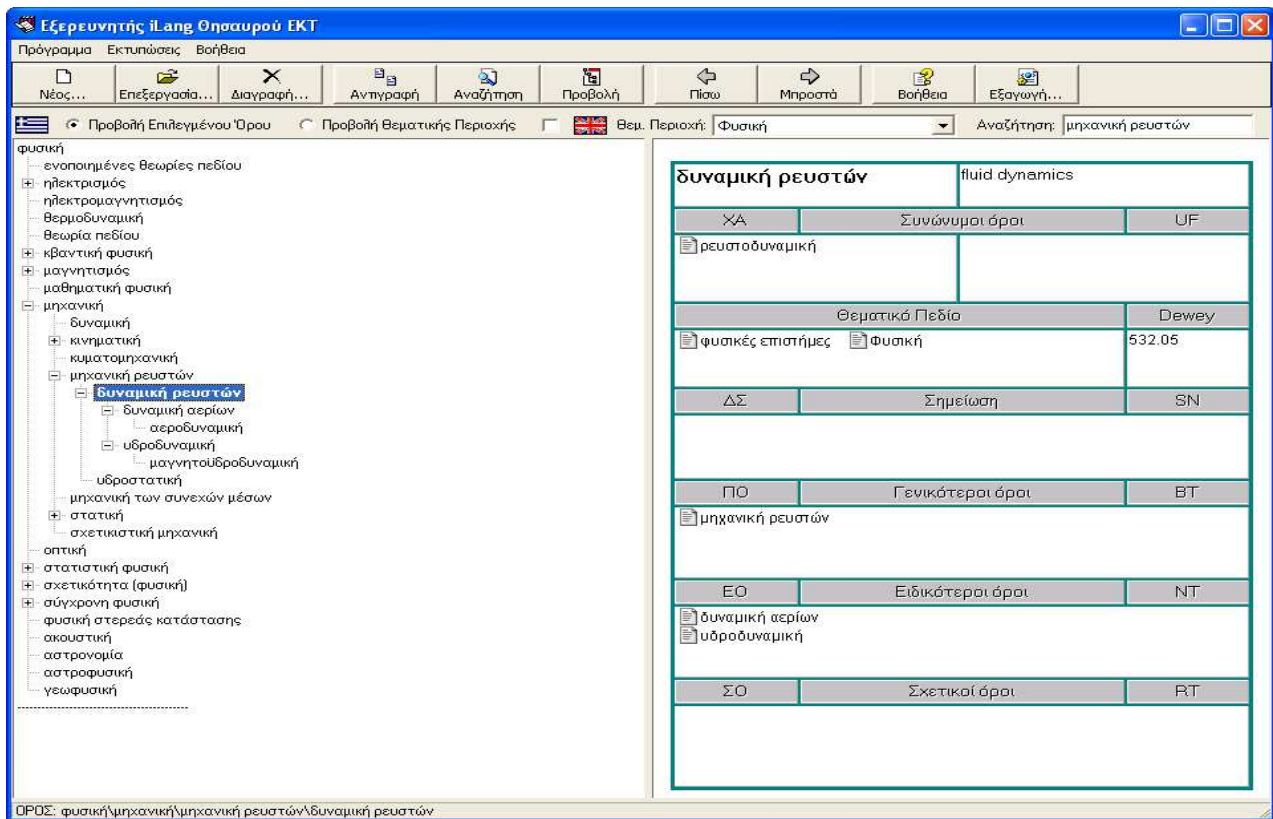 Εξερευνητής iLang Θησαυρού ΕΚΤ
Πρόγραμμα Εκτυπώσεις Βοήθεια
Νέος... Επεξεργασία... Διαγραφή... Αντιγραφή Αναζήτηση Προβολή Πίσω Μπροστά Βοήθεια Εξαγωγή...
Προβολή Επιλεγμένου Όρου Προβολή Θεματικής Περιοχής Θεμ. Περιοχή: Φυσική Αναζήτηση: μηχανική ρευστών
φυσική
ενοποιημένες θεωρίες πεδίου
ηλεκτρισμός
ηλεκτρομαγνητισμός
θερμοδυναμική
θεωρία πεδίου
κβαντική φυσική
μαγνητισμός
μαθηματική φυσική
μηχανική
δυναμική
κινηματική
κυματομηχανική
μηχανική ρευστών
δυναμική ρευστών
δυναμική αερίων
αεροδυναμική
υδροδυναμική
μαγνητοϋδροδυναμική
υδροστατική
μηχανική των συνεχών μέσων
στατική
σχετικιστική μηχανική
οπτική
στατιστική φυσική
σχετικότητα (φυσική)
σύγχρονη φυσική
φυσική στερεάς κατάστασης
ακουστική
αστρονομία
αστροφυσική
γεωφυσική
δυναμική ρευστών fluid dynamics
ΧΑ Συνώνυμοι όροι UF
ρευστοδυναμική
Θεματικό Πεδίο Dewey
φυσικές επιστήμες Φυσική 532.05
ΔΣ Σημείωση SN
ΠΟ Γενικότεροι όροι BT
μηχανική ρευστών
ΕΟ Ειδικότεροι όροι NT
δυναμική αερίων
υδροδυναμική
ΣΟ Σχετικοί όροι RT
ΟΡΟΣ: φυσική\μηχανική\μηχανική ρευστών\δυναμική ρευστών